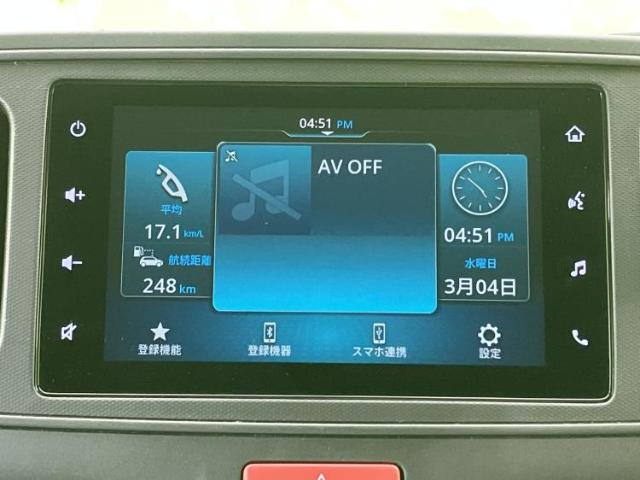 04:51 PM
AV OFF
平均
17.1 km/L
航続距離
248 km
04:51 PM
水曜日
3月04日
登録機能
登録機器
スマホ連携
設定